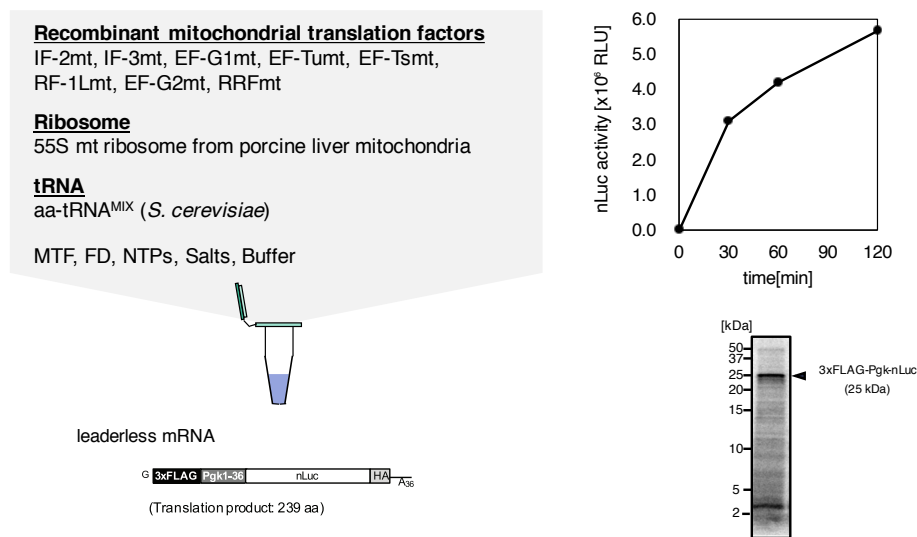 Recombinant mitochondrial translation factors
IF-2mt, IF-3mt, EF-G1mt, EF-Tumt, EF-Tsmt,
RF-1Lmt, EF-G2mt, RRFmt
Ribosome
55S mt ribosome from porcine liver mitochondria
tRNA
aa-tRNAᴹᴵˣ (S. cerevisiae)
MTF, FD, NTPs, Salts, Buffer
leaderless mRNA
G 3xFLAG Pgk1-36 nLuc HA A₃₆
(Translation product: 239 aa)
nLuc activity [x10⁶ RLU]
6.0
5.0
4.0
3.0
2.0
1.0
0.0
0 30 60 90 120
time[min]
[kDa]
50
37
25
20
15
10
5
2
3xFLAG-Pgk-nLuc
(25 kDa)